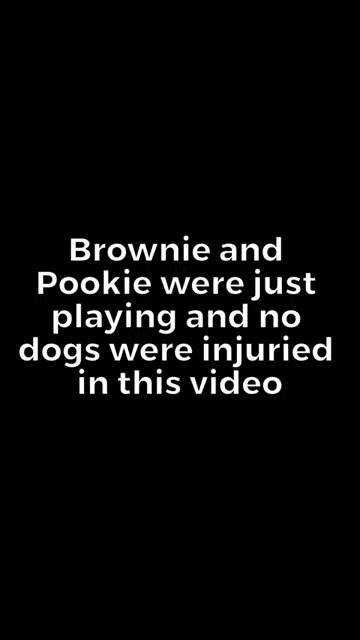 Brownie and
Pookie were just
playing and no
dogs were injuried
in this video